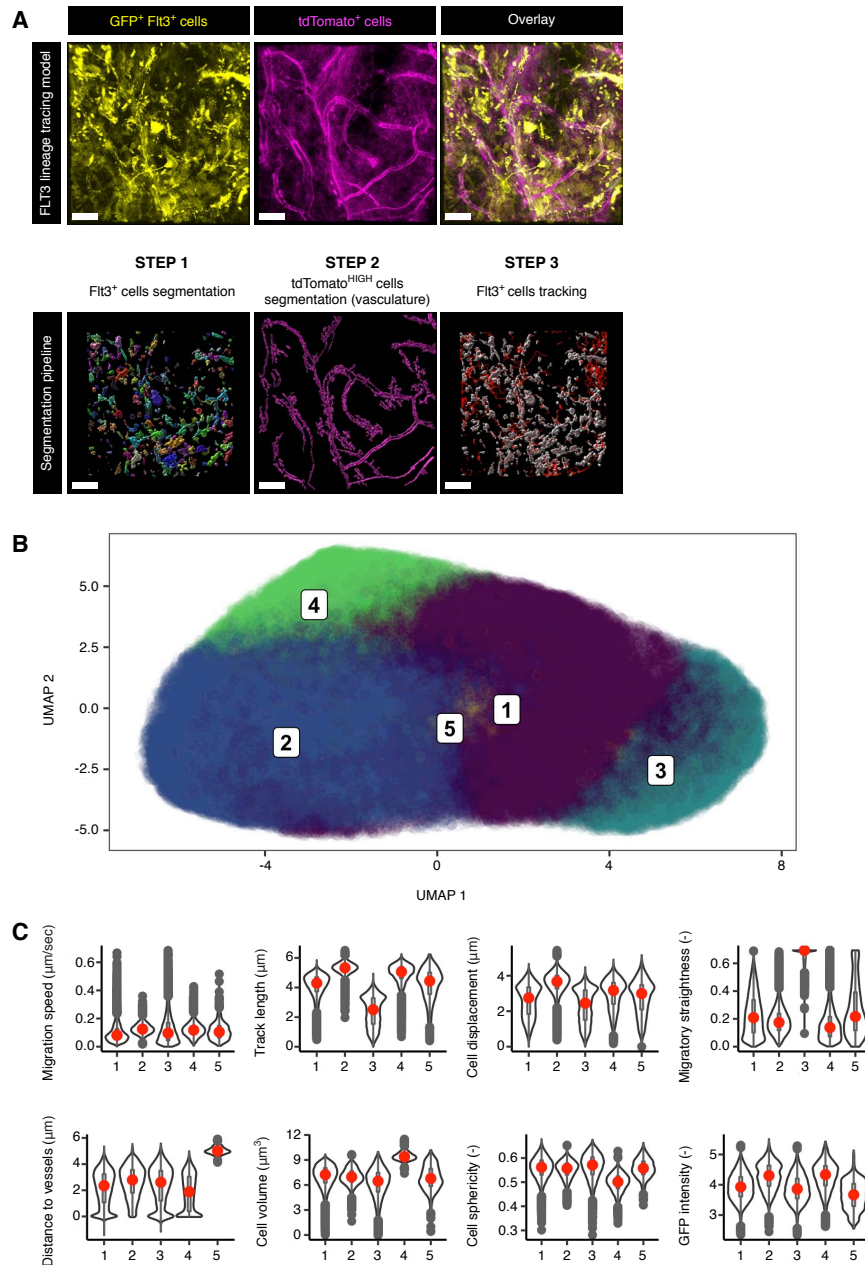 A
GFP⁺ Flt3⁺ cells
tdTomato⁺ cells
Overlay
FLT3 lineage tracing model
STEP 1
Flt3⁺ cells segmentation
STEP 2
tdTomatoᴴᴵᴳᴴ cells
segmentation (vasculature)
STEP 3
Flt3⁺ cells tracking
Segmentation pipeline
B
UMAP 2
5.0
2.5
0.0
-2.5
-5.0
4
2
5
1
3
-4
0
4
8
UMAP 1
C
Migration speed (μm/sec)
0.6
0.4
0.2
0.0
1 2 3 4 5
Track length (μm)
6
4
2
0
1 2 3 4 5
Cell displacement (μm)
4
2
0
1 2 3 4 5
Migratory straightness (-)
0.6
0.4
0.2
0.0
1 2 3 4 5
Distance to vessels (μm)
6
4
2
0
1 2 3 4 5
Cell volume (μm³)
12
9
6
3
0
1 2 3 4 5
Cell sphericity (-)
0.6
0.5
0.4
0.3
1 2 3 4 5
GFP intensity (-)
5
4
3
1 2 3 4 5